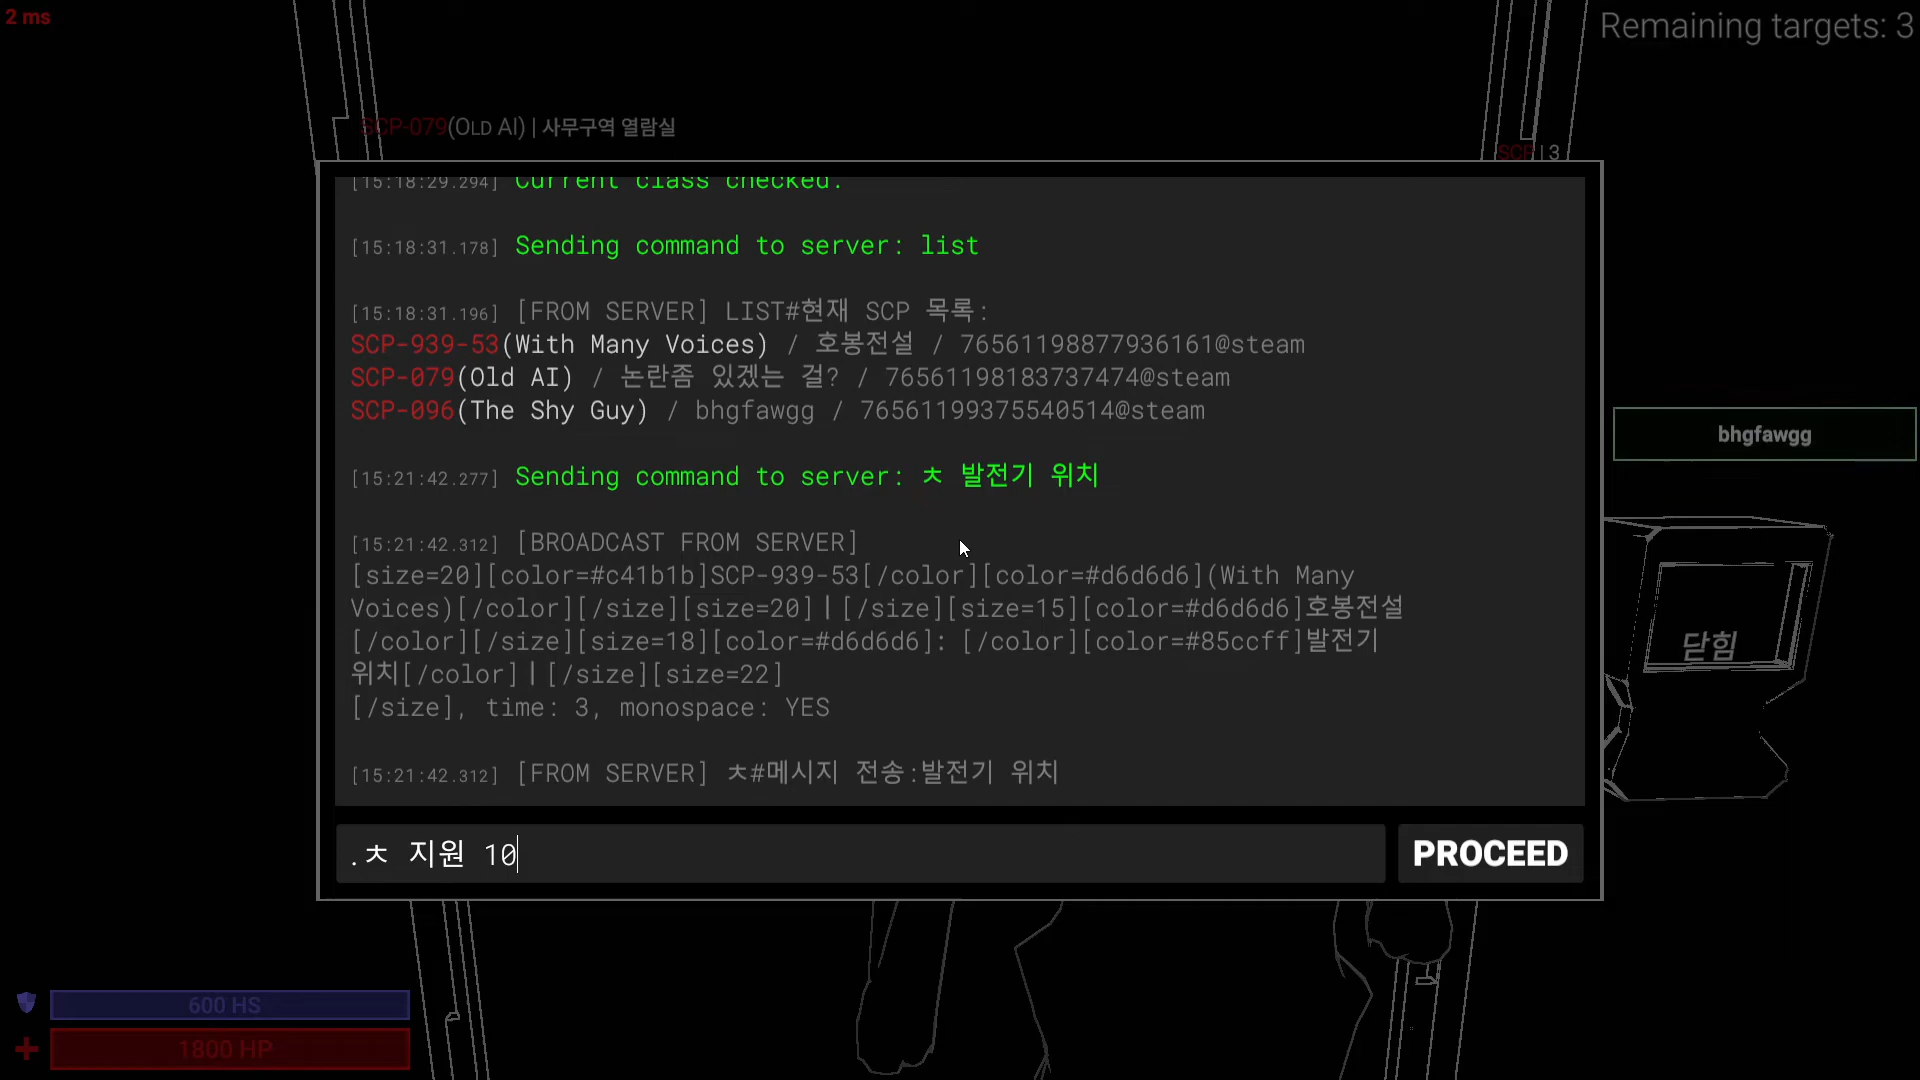 2 ms
Remaining targets: 3
SCP-079(OLD AI) | 사무구역 열람실
SCP | 3
[15:18:29.294] Current class checked.
[15:18:31.178] Sending command to server: list
[15:18:31.196] [FROM SERVER] LIST#현재 SCP 목록:
SCP-939-53(With Many Voices) / 호봉전설 / 76561198877936161@steam
SCP-079(Old AI) / 논란좀 있겠는 걸? / 76561198183737474@steam
SCP-096(The Shy Guy) / bhgfawgg / 76561199375540514@steam
bhgfawgg
[15:21:42.277] Sending command to server: ㅊ 발전기 위치
[15:21:42.312] [BROADCAST FROM SERVER]
[size=20][color=#c41b1b]SCP-939-53[/color][color=#d6d6d6](With Many
Voices)[/color][/size][size=20]|[/size][size=15][color=#d6d6d6]호봉전설
[/color][/size][size=18][color=#d6d6d6]: [/color][color=#85ccff]발전기
위치[/color]|[/size][size=22]
[/size], time: 3, monospace: YES
닫힘
[15:21:42.312] [FROM SERVER] ㅊ#메시지 전송:발전기 위치
.ㅊ 지원 10
PROCEED
600 HS
1800 HP